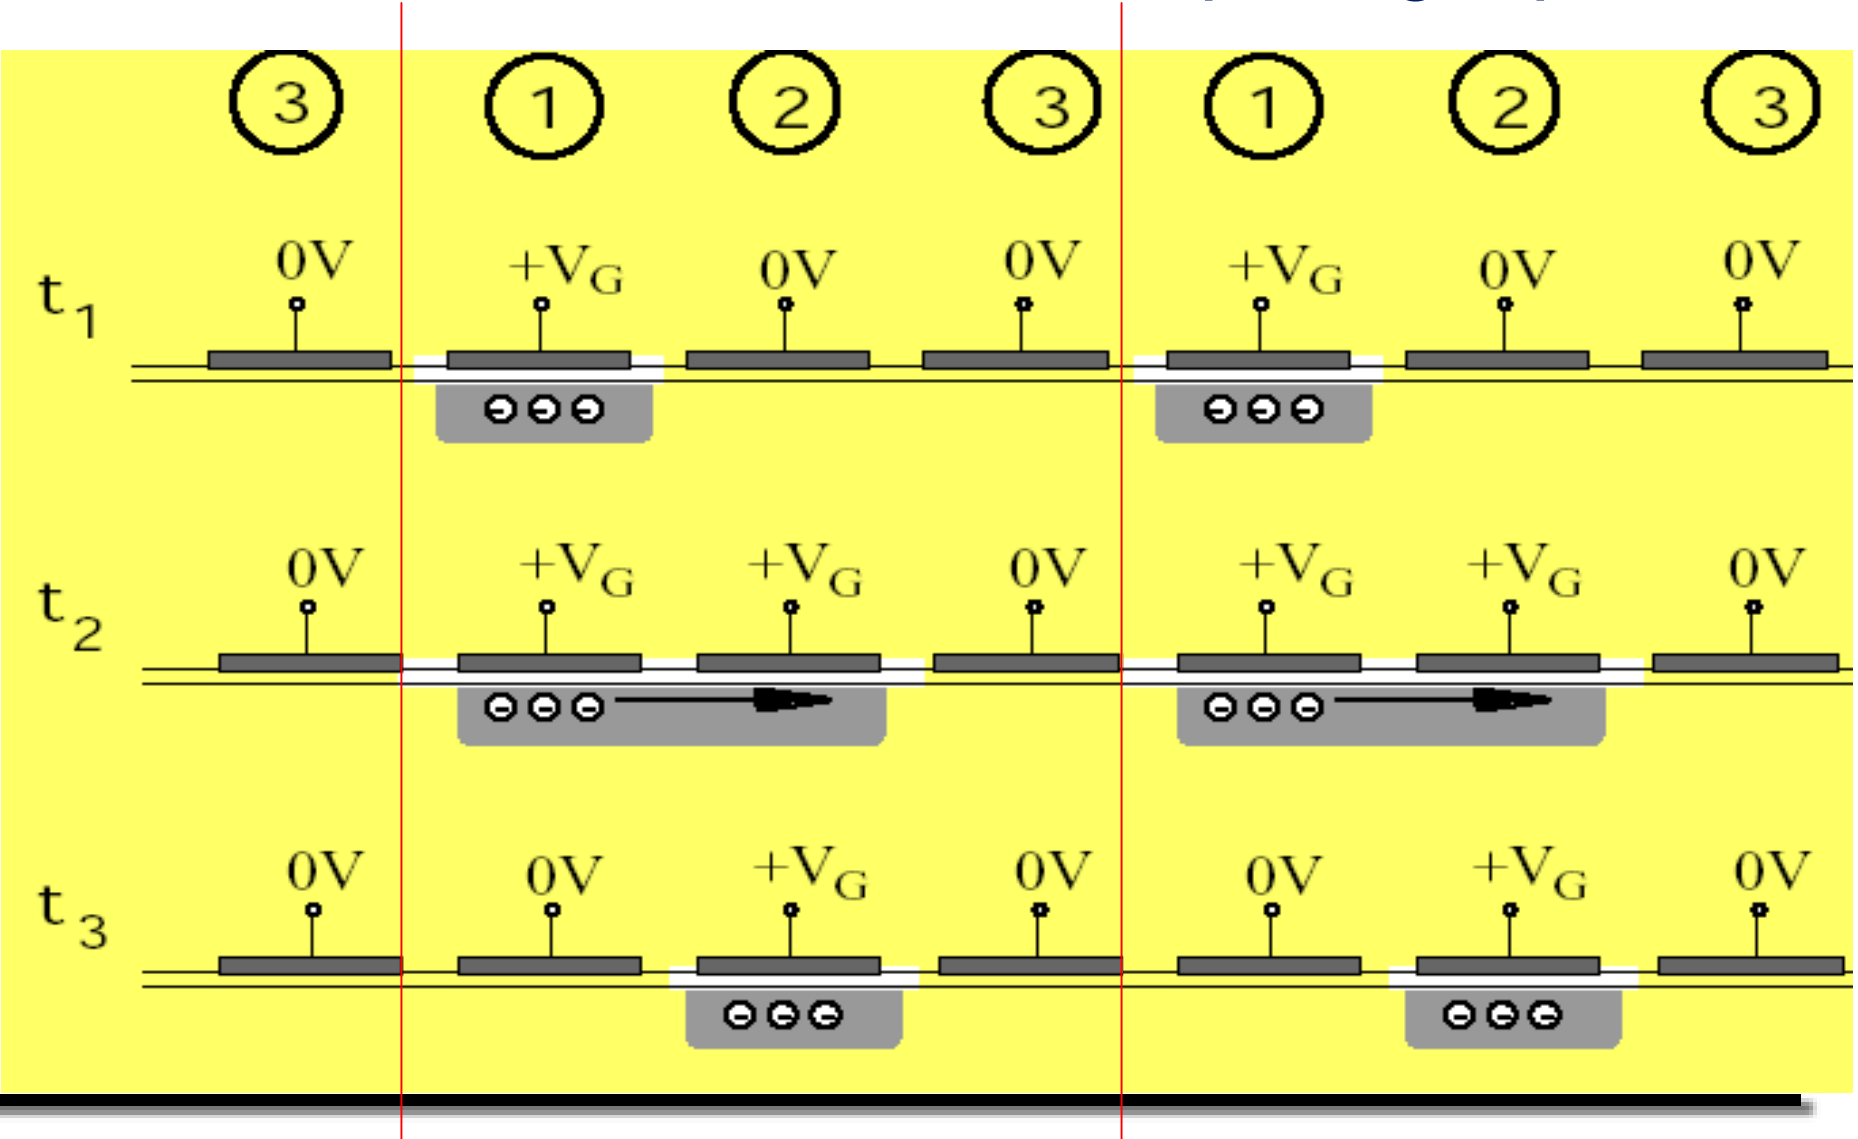 3 1 2 3 1 2 3
t1 0V +VG 0V 0V +VG 0V 0V
t2 0V +VG +VG 0V +VG +VG 0V
t3 0V 0V +VG 0V 0V +VG 0V